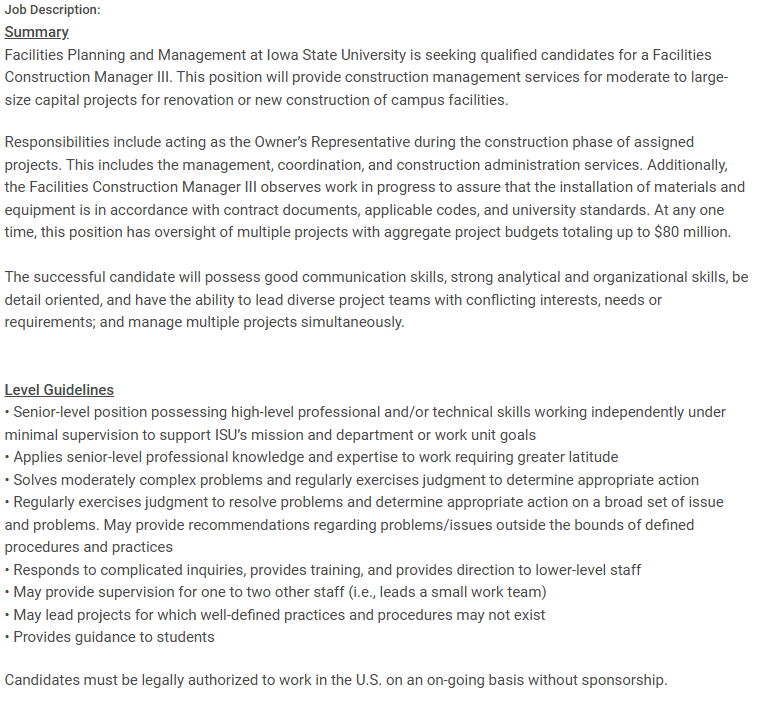 Job Description:
Summary
Facilities Planning and Management at Iowa State University is seeking qualified candidates for a Facilities
Construction Manager III. This position will provide construction management services for moderate to large-
size capital projects for renovation or new construction of campus facilities.
Responsibilities include acting as the Owner's Representative during the construction phase of assigned
projects. This includes the management, coordination, and construction administration services. Additionally,
the Facilities Construction Manager III observes work in progress to assure that the installation of materials and
equipment is in accordance with contract documents, applicable codes, and university standards. At any one
time, this position has oversight of multiple projects with aggregate project budgets totaling up to $80 million.
The successful candidate will possess good communication skills, strong analytical and organizational skills, be
detail oriented, and have the ability to lead diverse project teams with conflicting interests, needs or
requirements; and manage multiple projects simultaneously.
Level Guidelines
• Senior-level position possessing high-level professional and/or technical skills working independently under
minimal supervision to support ISU's mission and department or work unit goals
• Applies senior-level professional knowledge and expertise to work requiring greater latitude
• Solves moderately complex problems and regularly exercises judgment to determine appropriate action
• Regularly exercises judgment to resolve problems and determine appropriate action on a broad set of issue
and problems. May provide recommendations regarding problems/issues outside the bounds of defined
procedures and practices
• Responds to complicated inquiries, provides training, and provides direction to lower-level staff
• May provide supervision for one to two other staff (i.e., leads a small work team)
• May lead projects for which well-defined practices and procedures may not exist
• Provides guidance to students
Candidates must be legally authorized to work in the U.S. on an on-going basis without sponsorship.